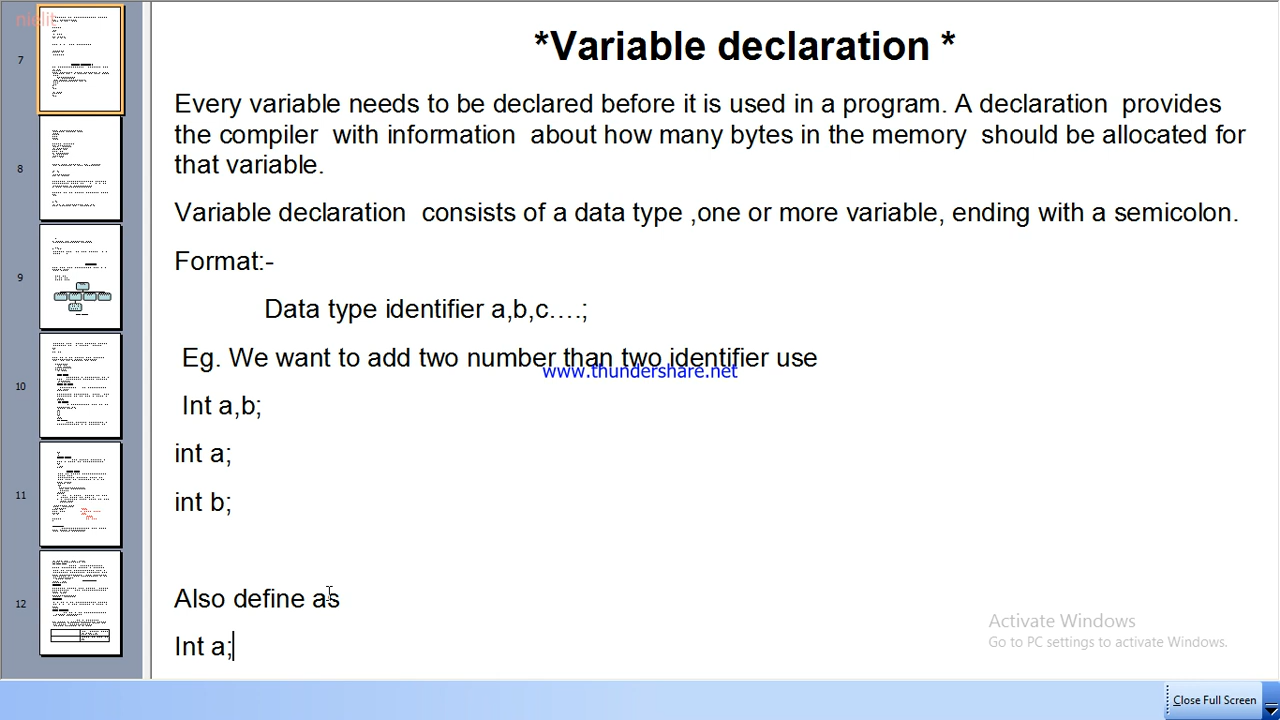 nielit
7
8
9
10
11
12
*Variable declaration *
Every variable needs to be declared before it is used in a program. A declaration provides
the compiler with information about how many bytes in the memory should be allocated for
that variable.
Variable declaration consists of a data type ,one or more variable, ending with a semicolon.
Format:-
Data type identifier a,b,c….;
Eg. We want to add two number than two identifier use
www.thundershare.net
Int a,b;
int a;
int b;
Also define as
Int a;
Activate Windows
Go to PC settings to activate Windows.
Close Full Screen